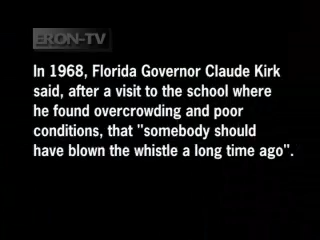 ERON-TV
In 1968, Florida Governor Claude Kirk
said, after a visit to the school where
he found overcrowding and poor
conditions, that "somebody should
have blown the whistle a long time ago".